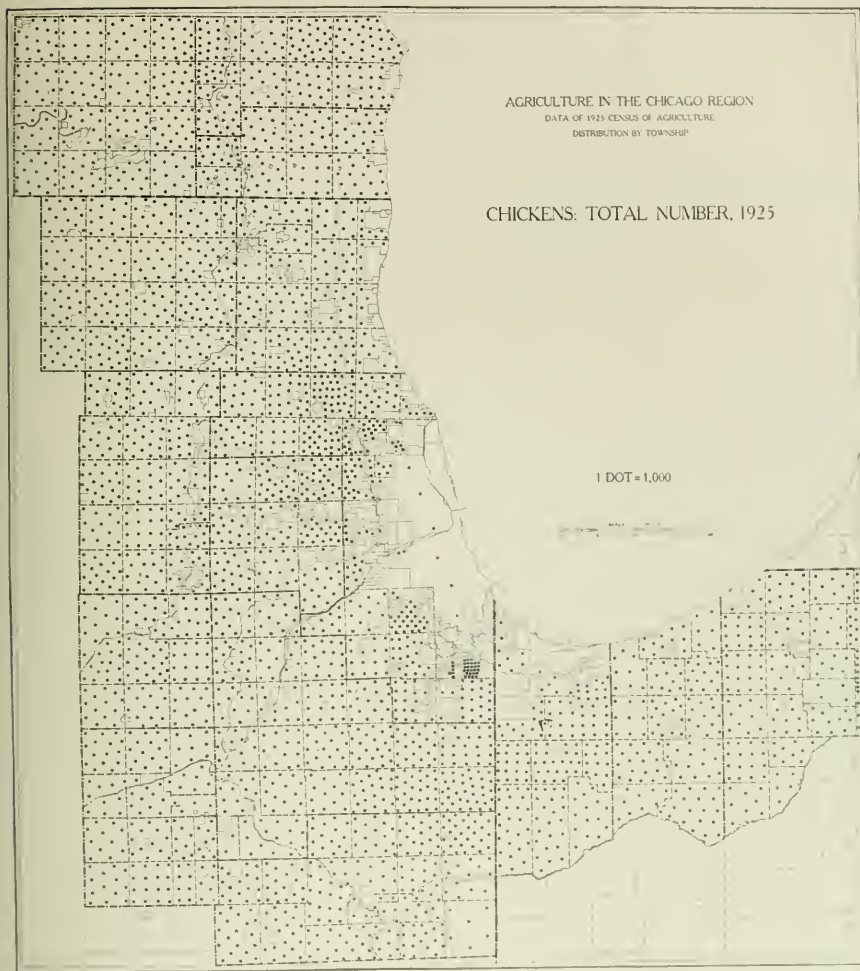 AGRICULTURE IN THE CHICAGO REGION
DATA OF 1925 CENSUS OF AGRICULTURE
DISTRIBUTION BY TOWNSHIP
CHICKENS: TOTAL NUMBER, 1925
1 DOT = 1,000